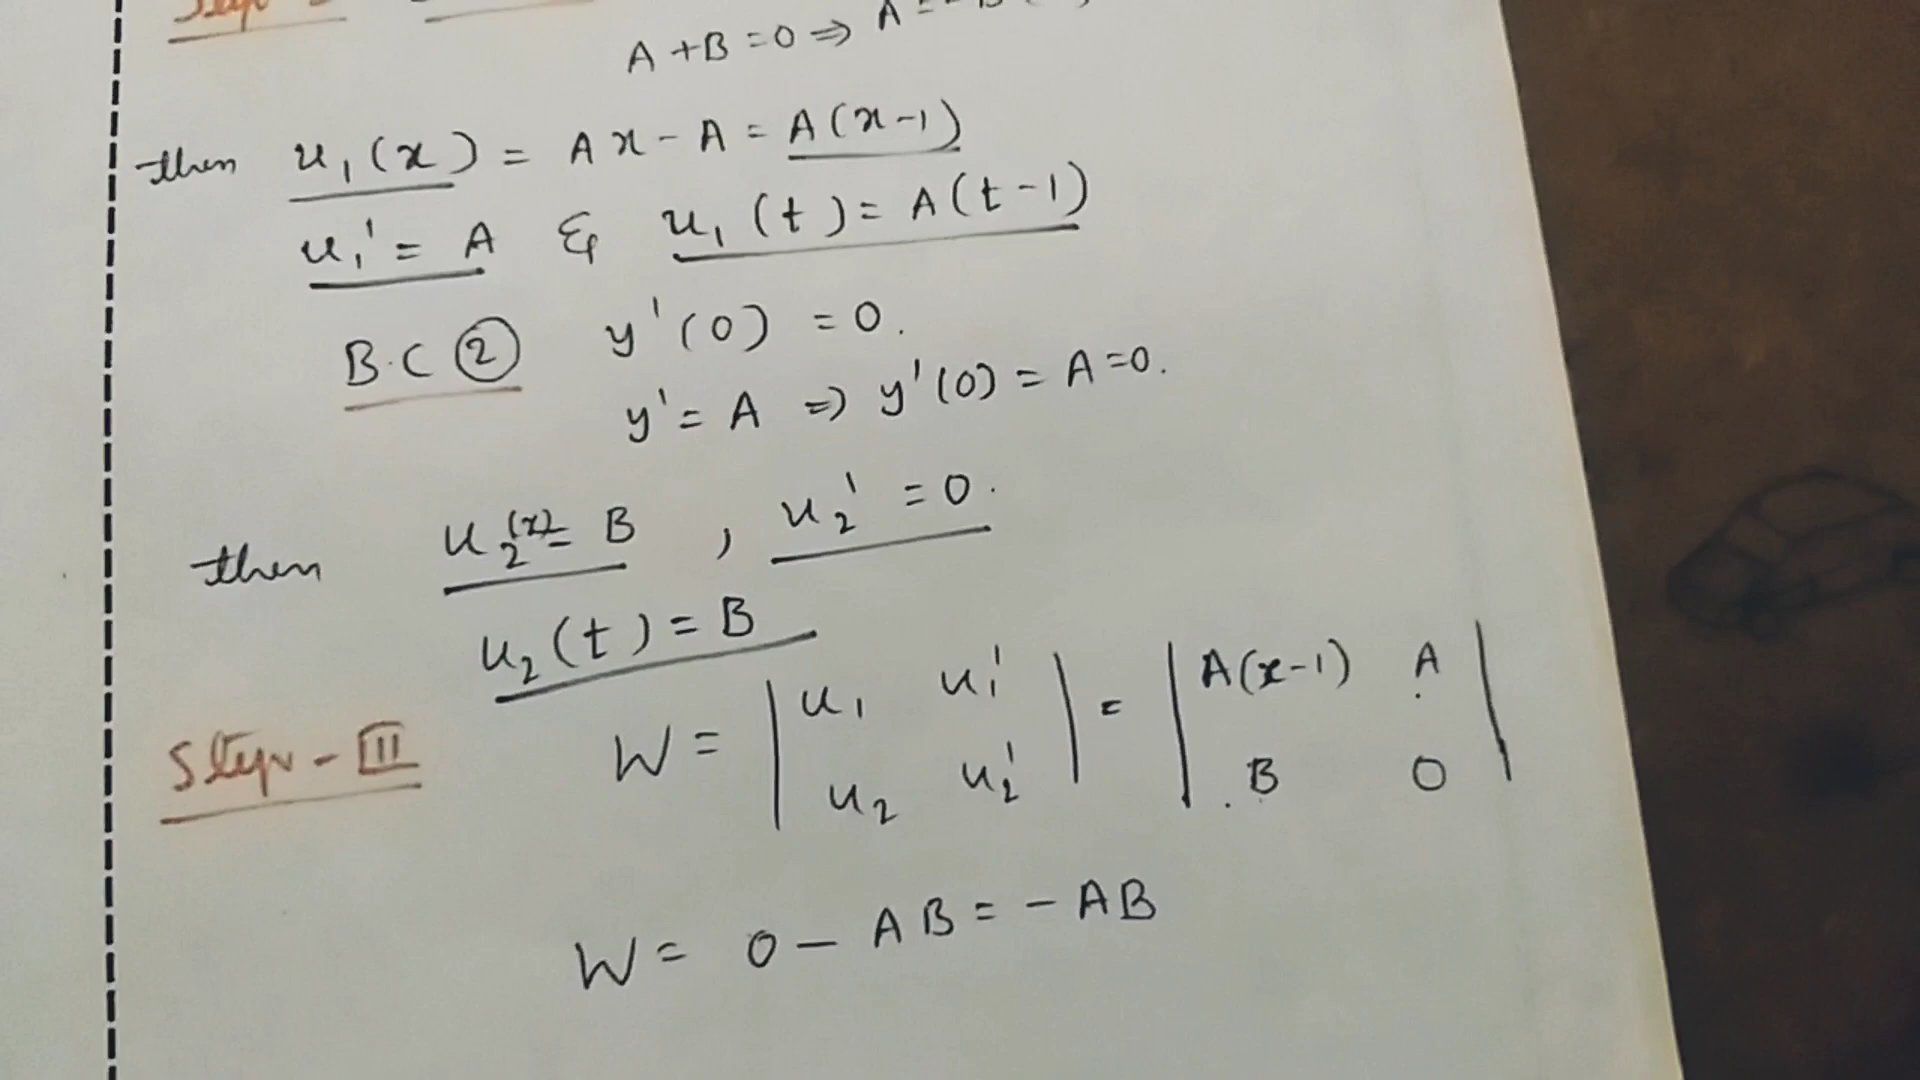 A + B = 0 ⇒ A = - B
then u₁(x) = Ax - A = A(x-1)
u₁' = A & u₁(t) = A(t-1)
B.C ② y'(0) = 0.
y' = A ⇒ y'(0) = A = 0.
then u₂(x) = B , u₂' = 0.
u₂(t) = B
Step - III W = | u₁ u₁' | = | A(x-1) A |
| u₂ u₂' | | B 0 |
W = 0 - AB = - AB